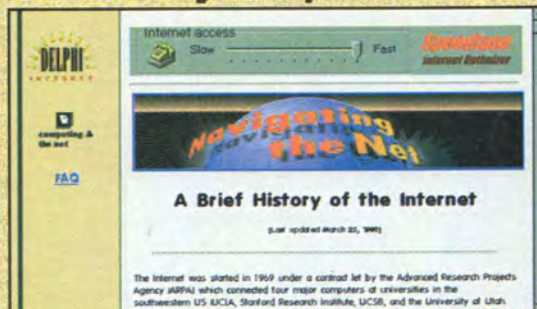 DELPHI
INTERNET
computing &
the net
FAQ
Internet access
Slow
Fast
Internet Optimizer
Navigating
the Net
A Brief History of the Internet
The Internet was started in 1969 under a contract let by the Advanced Research Projects
Agency (ARPA) which connected four major computers at universities in the
southwestern US (UCLA, Stanford Research Institute, UCSB, and the University of Utah.